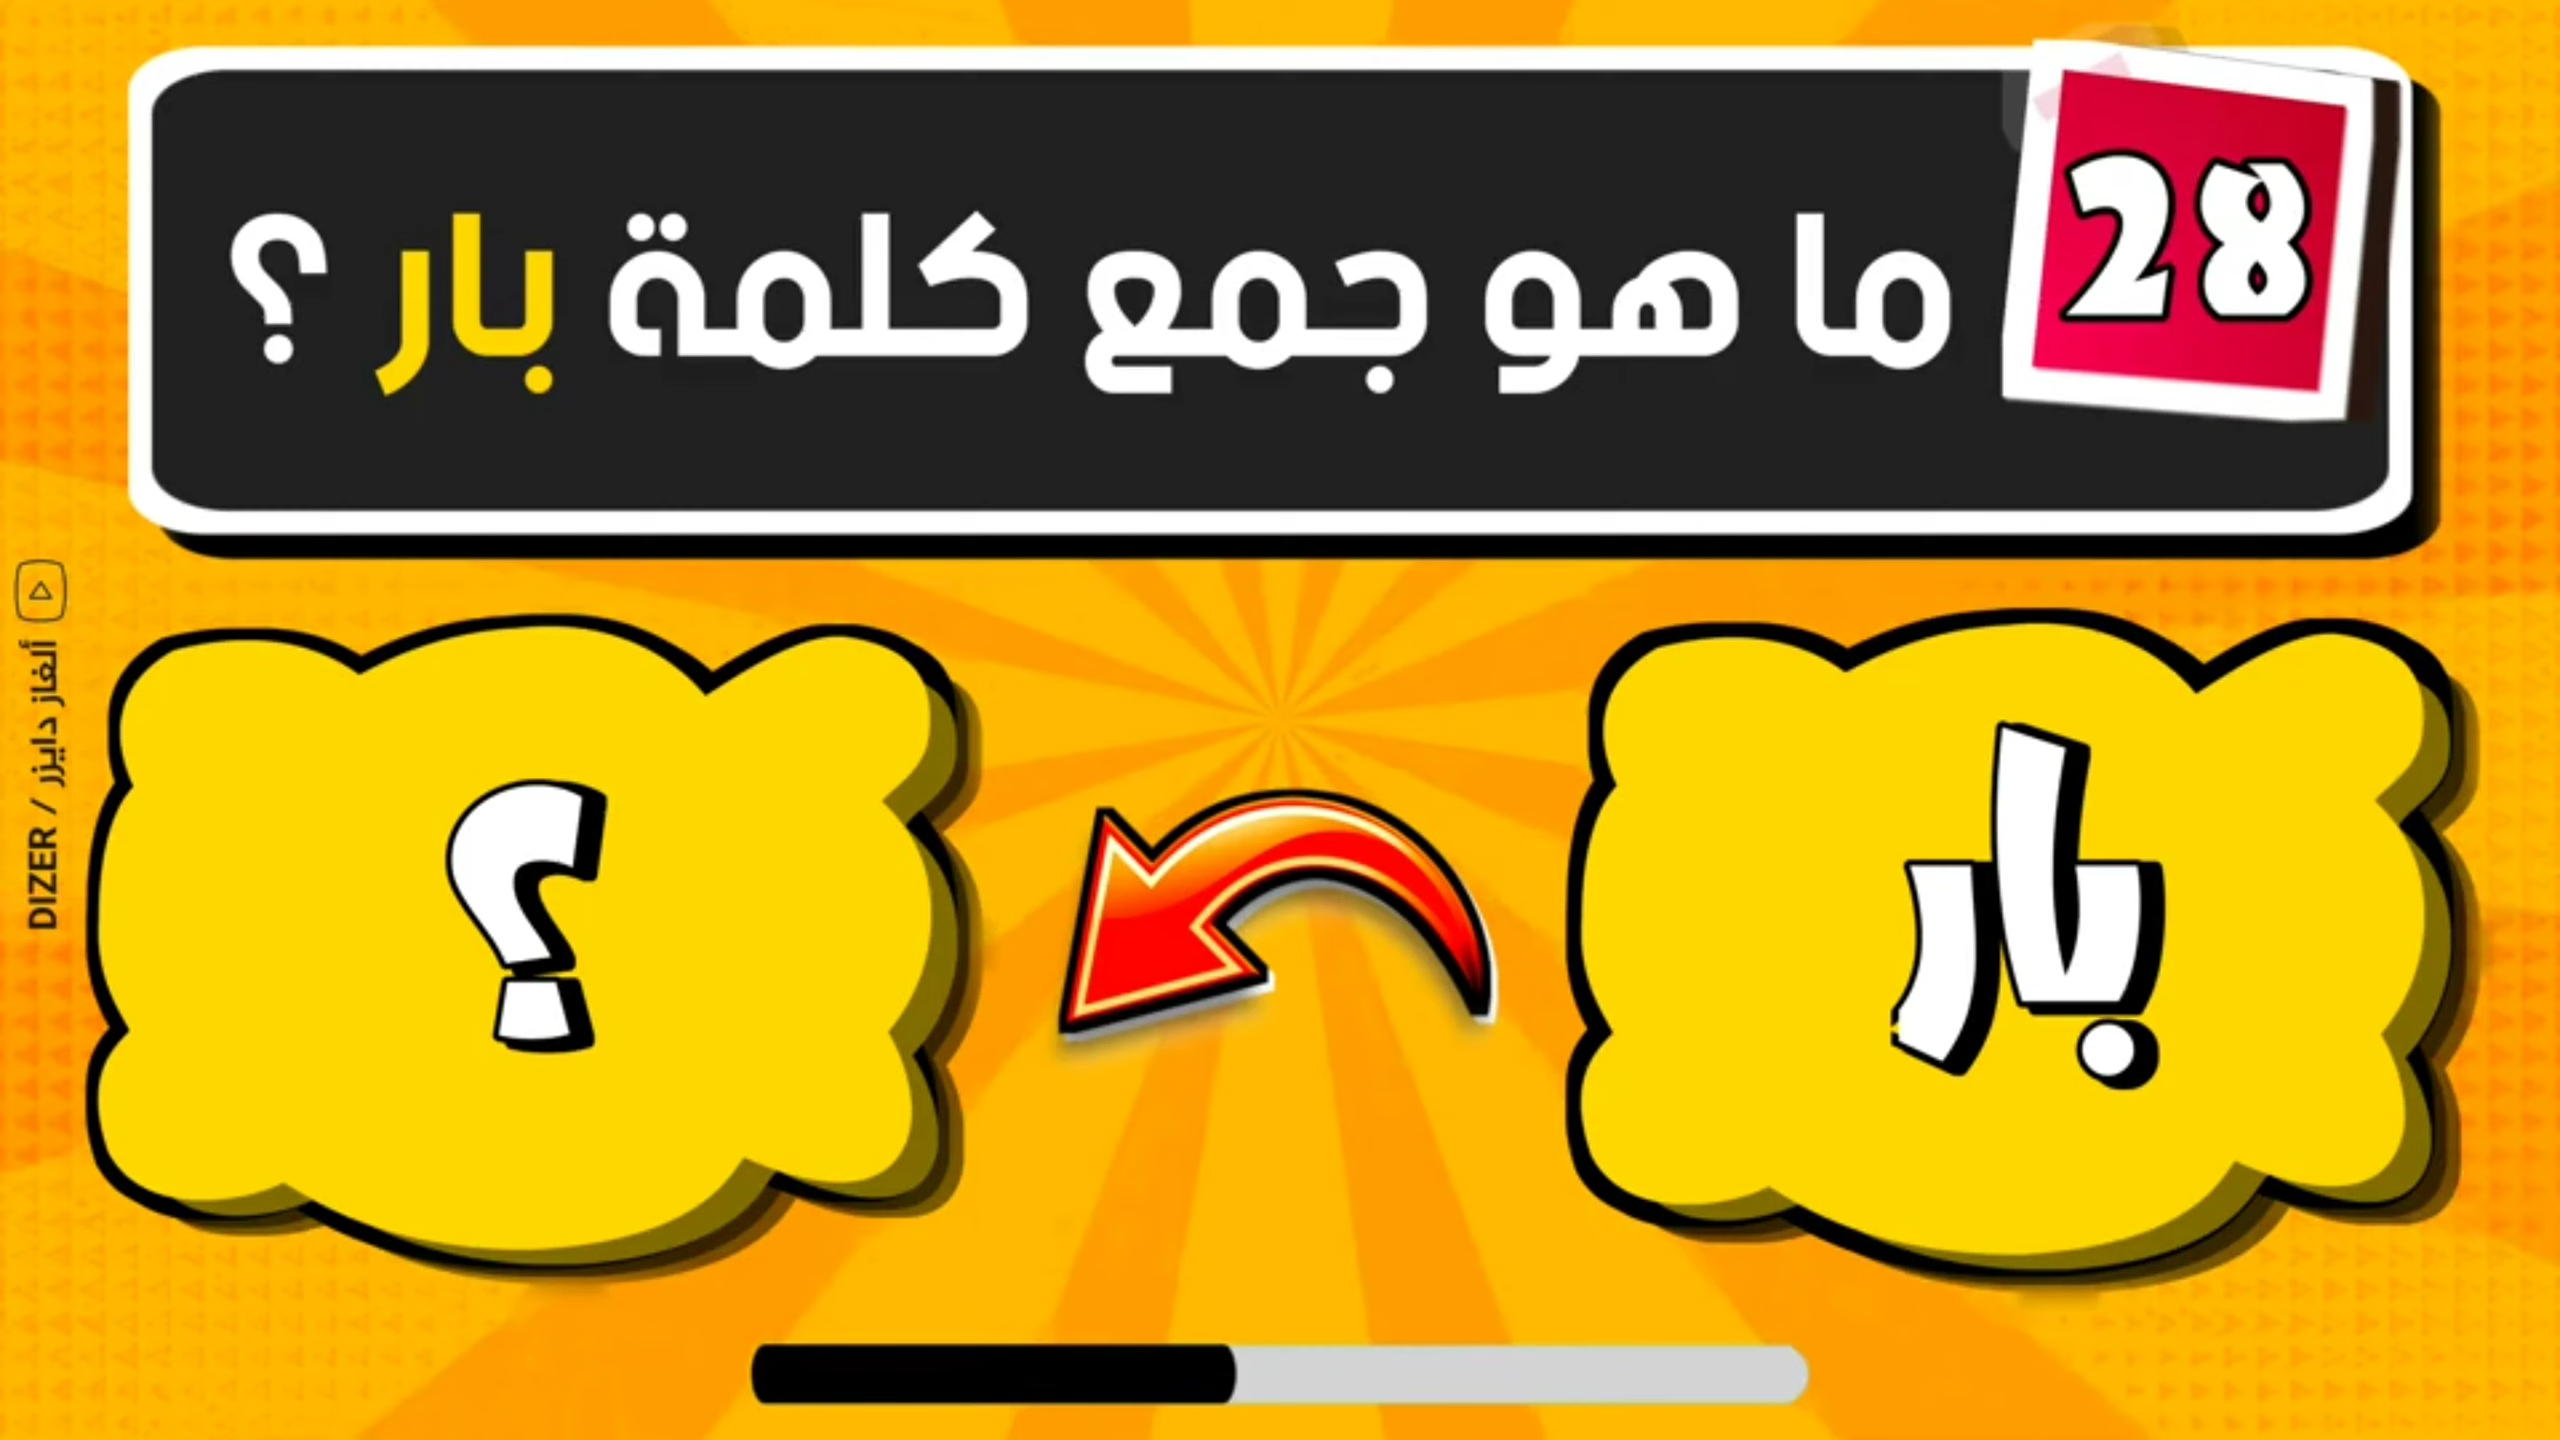 28
ما هو جمع كلمة بار ؟
بار
؟
ألغاز دايزر / DIZER